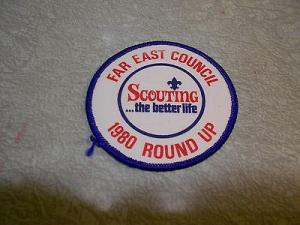 FAR EAST COUNCIL
SCOUTING
...the better life
1980 ROUND UP